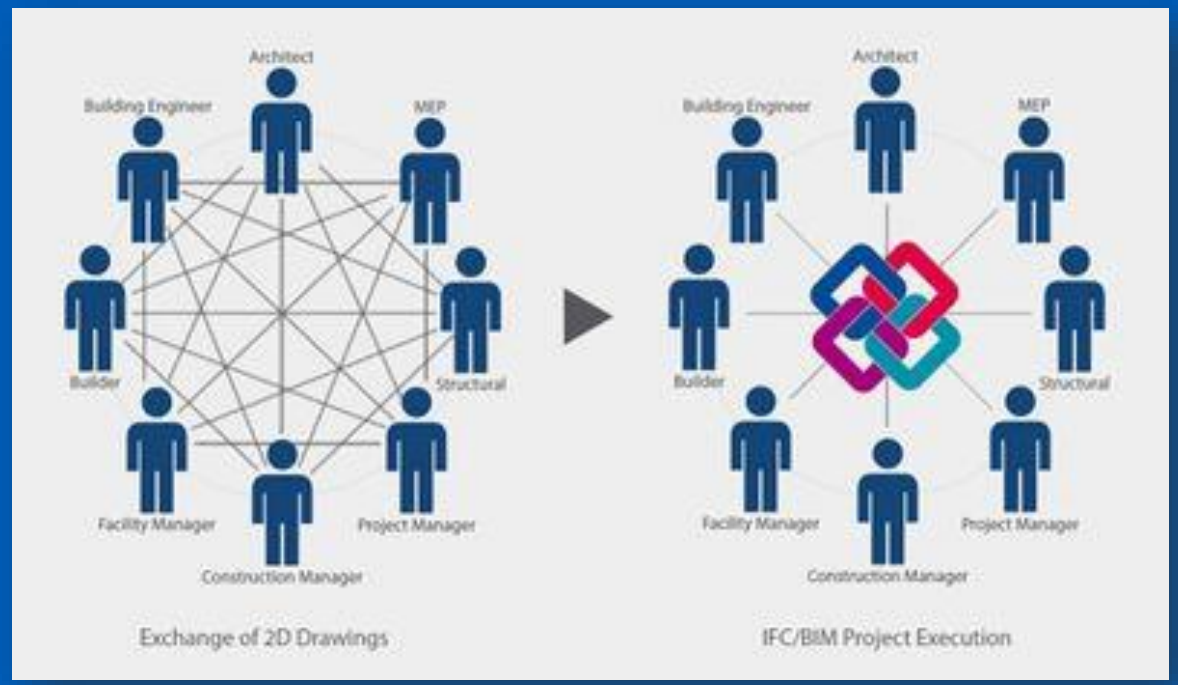 Architect
Building Engineer
MEP
Builder
Structural
Facility Manager
Project Manager
Construction Manager
Exchange of 2D Drawings
Architect
Building Engineer
MEP
Builder
Structural
Facility Manager
Project Manager
Construction Manager
IFC/BIM Project Execution